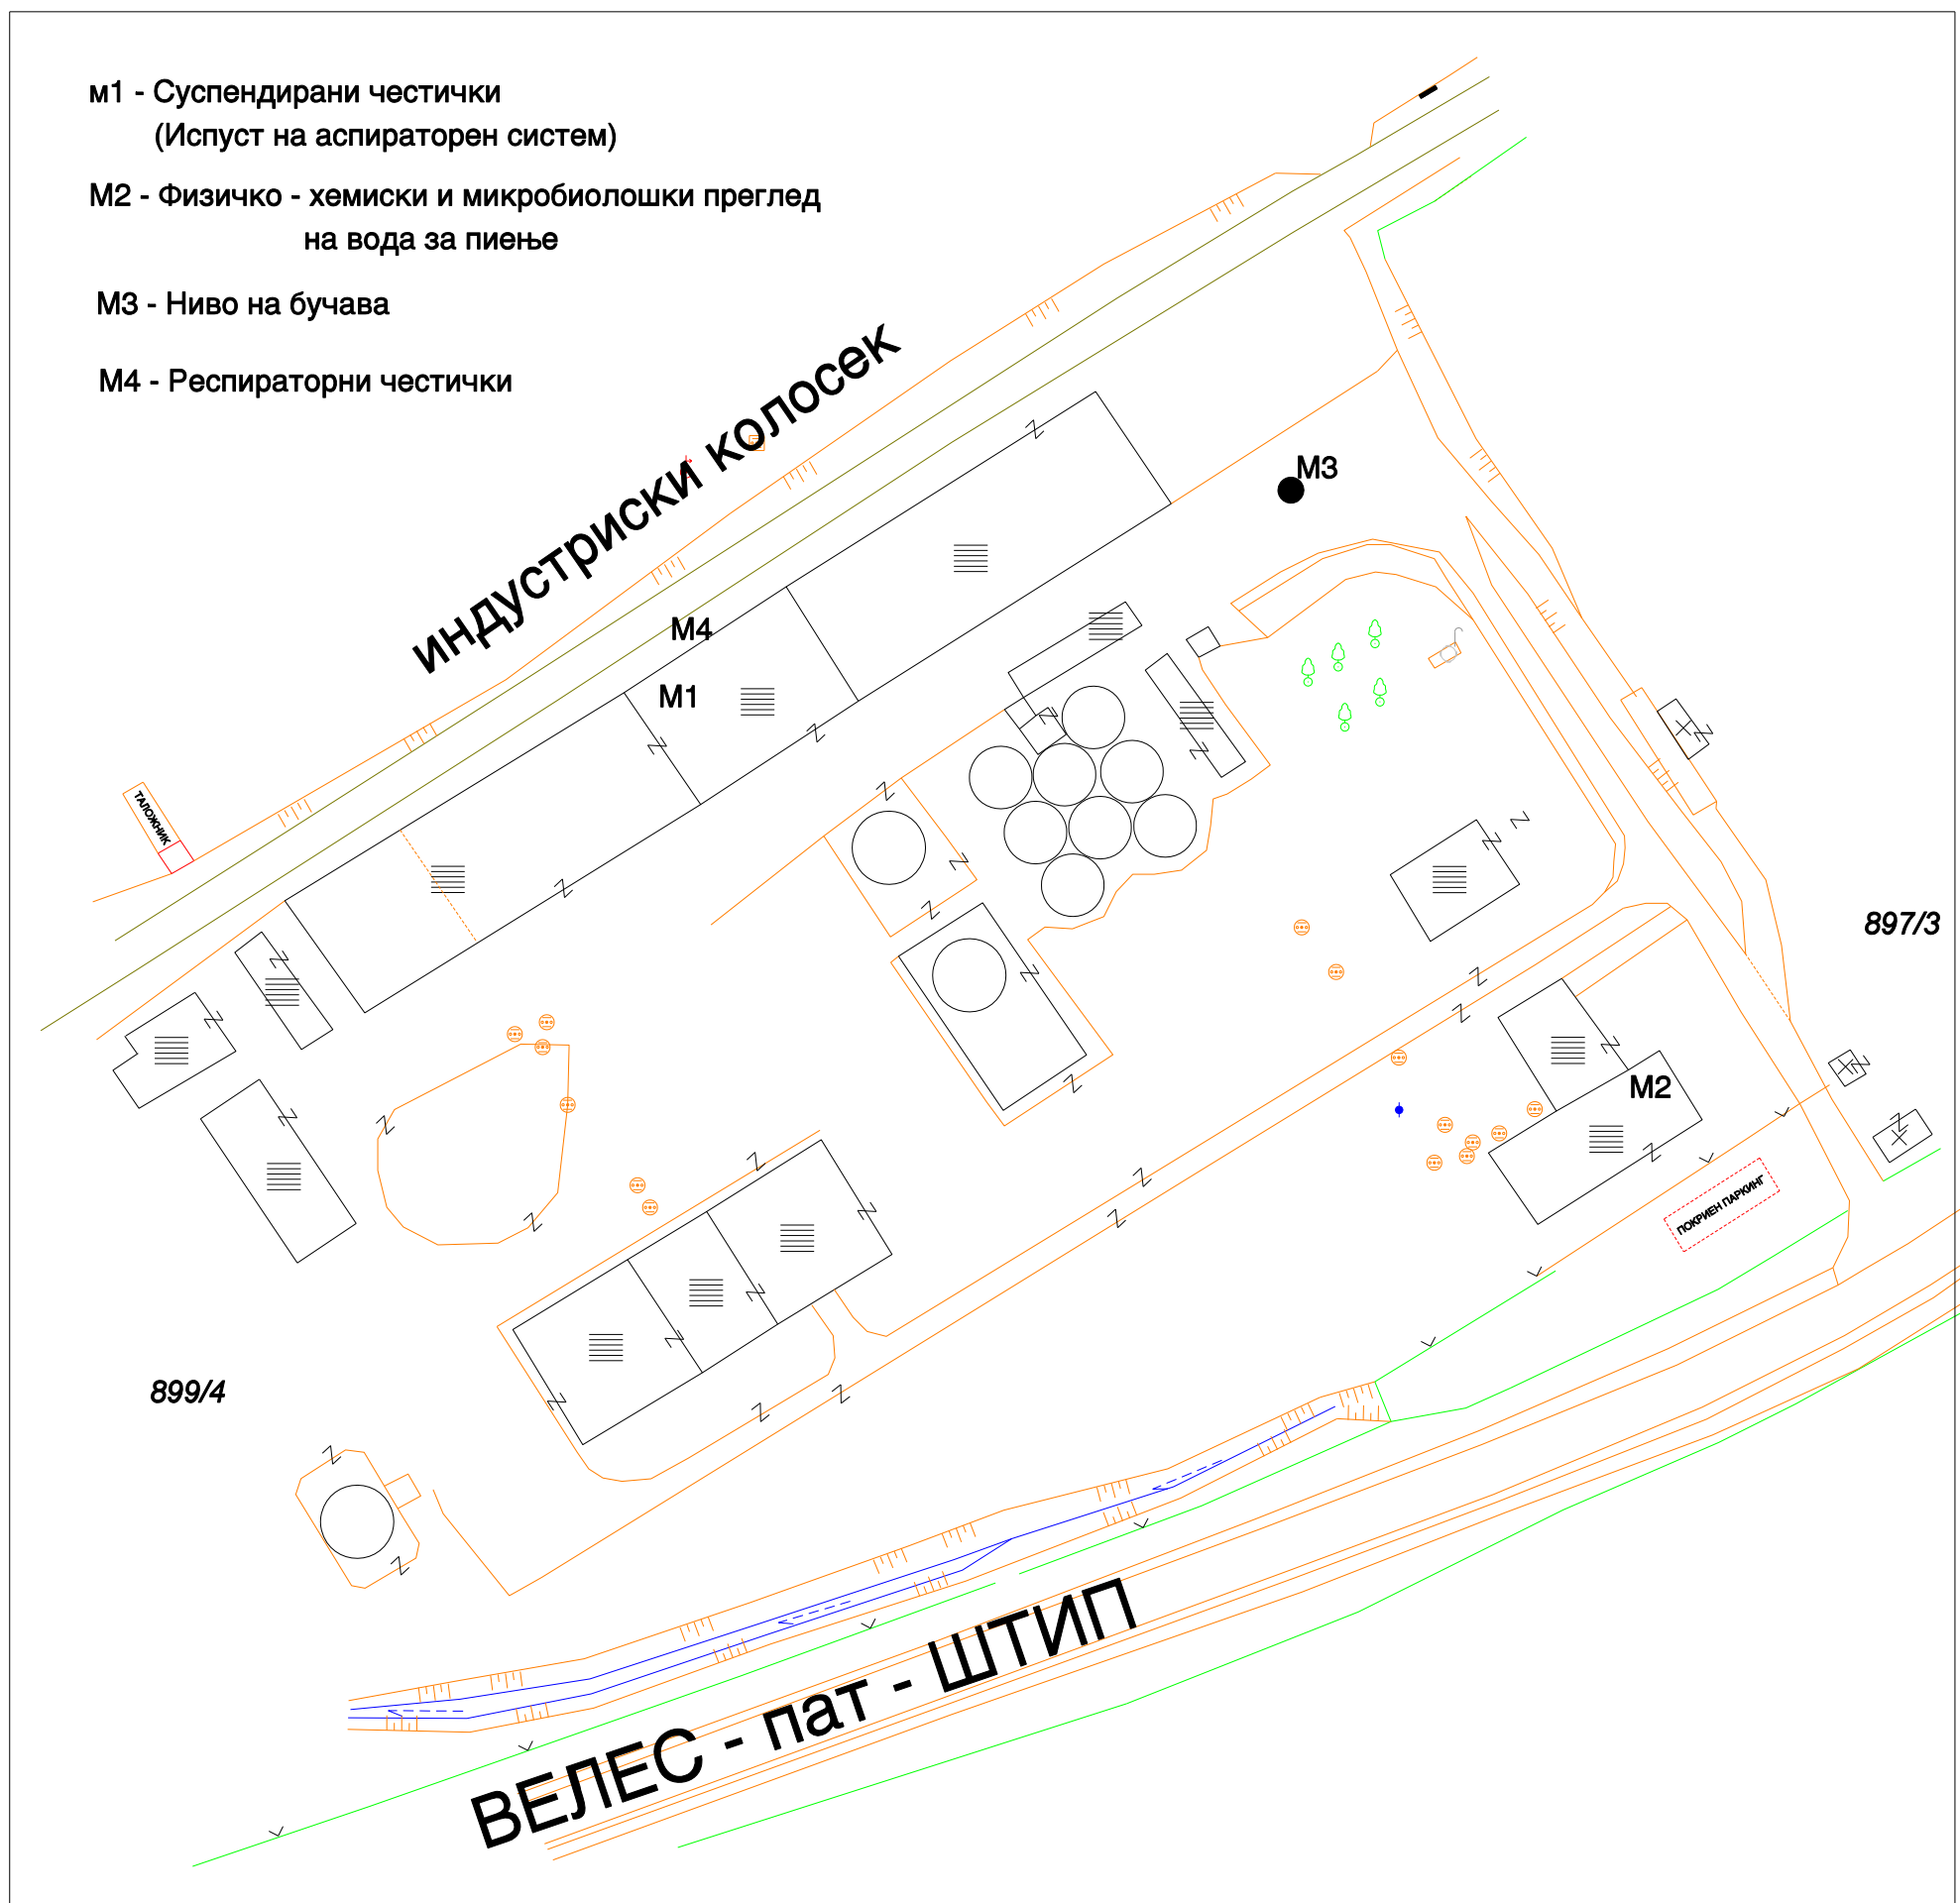 м1 - Суспендирани честички
(Испуст на аспираторен систем)
М2 - Физичко - хемиски и микробиолошки преглед
на вода за пиење
М3 - Ниво на бучава
М4 - Респираторни честички
индустриски колосек
М3
М4
М1
ТАЛОЖНИК
897/3
М2
ПОКРИЕН ПАРКИНГ
899/4
ВЕЛЕС - пат - ШТИП